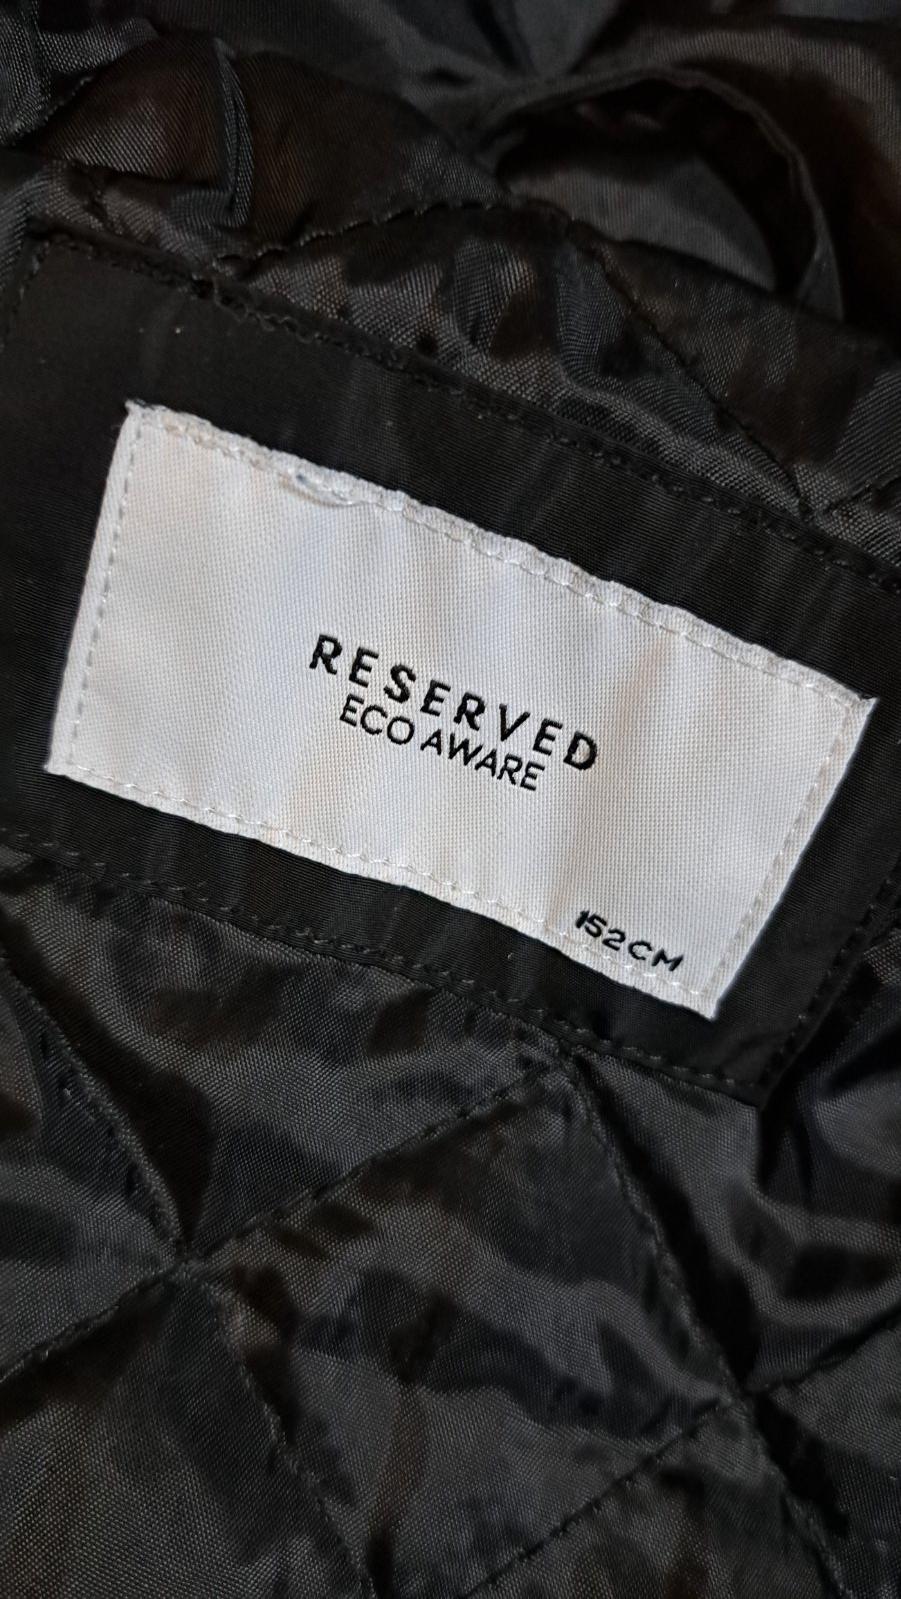 RESERVED
ECO AWARE
152CM